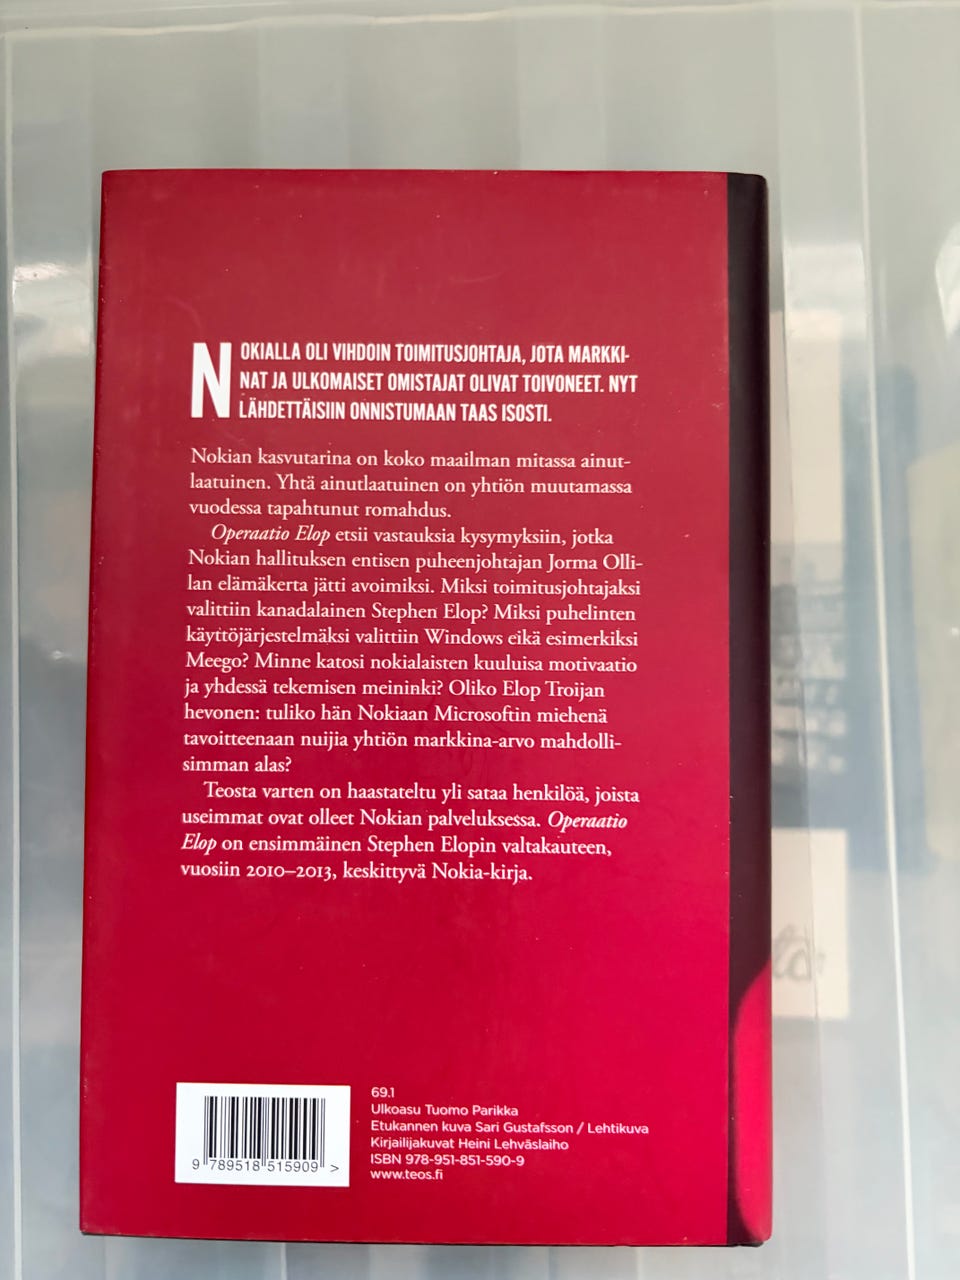 NOKIALLA OLI VIHDOIN TOIMITUSJOHTAJA, JOTA MARKKI-
NAT JA ULKOMAISET OMISTAJAT OLIVAT TOIVONEET. NYT
LÄHDETTÄISIIN ONNISTUMAAN TAAS ISOSTI.
Nokian kasvutarina on koko maailman mitassa ainut-
laatuinen. Yhtä ainutlaatuinen on yhtiön muutamassa
vuodessa tapahtunut romahdus.
Operaatio Elop etsii vastauksia kysymyksiin, jotka
Nokian hallituksen entisen puheenjohtajan Jorma Olli-
lan elämäkerta jätti avoimiksi. Miksi toimitusjohtajaksi
valittiin kanadalainen Stephen Elop? Miksi puhelinten
käyttöjärjestelmäksi valittiin Windows eikä esimerkiksi
Meego? Minne katosi nokialaisten kuuluisa motivaatio
ja yhdessä tekemisen meininki? Oliko Elop Troijan
hevonen: tuliko hän Nokiaan Microsoftin miehenä
tavoitteenaan nuijia yhtiön markkina-arvo mahdolli-
simman alas?
Teosta varten on haastateltu yli sataa henkilöä, joista
useimmat ovat olleet Nokian palveluksessa. Operaatio
Elop on ensimmäinen Stephen Elopin valtakauteen,
vuosiin 2010–2013, keskittyvä Nokia-kirja.
69.1
Ulkoasu Tuomo Parikka
Etukannen kuva Sari Gustafsson / Lehtikuva
Kirjailijakuvat Heini Lehväslaiho
ISBN 978-951-851-590-9
www.teos.fi
9 789518 515909 >